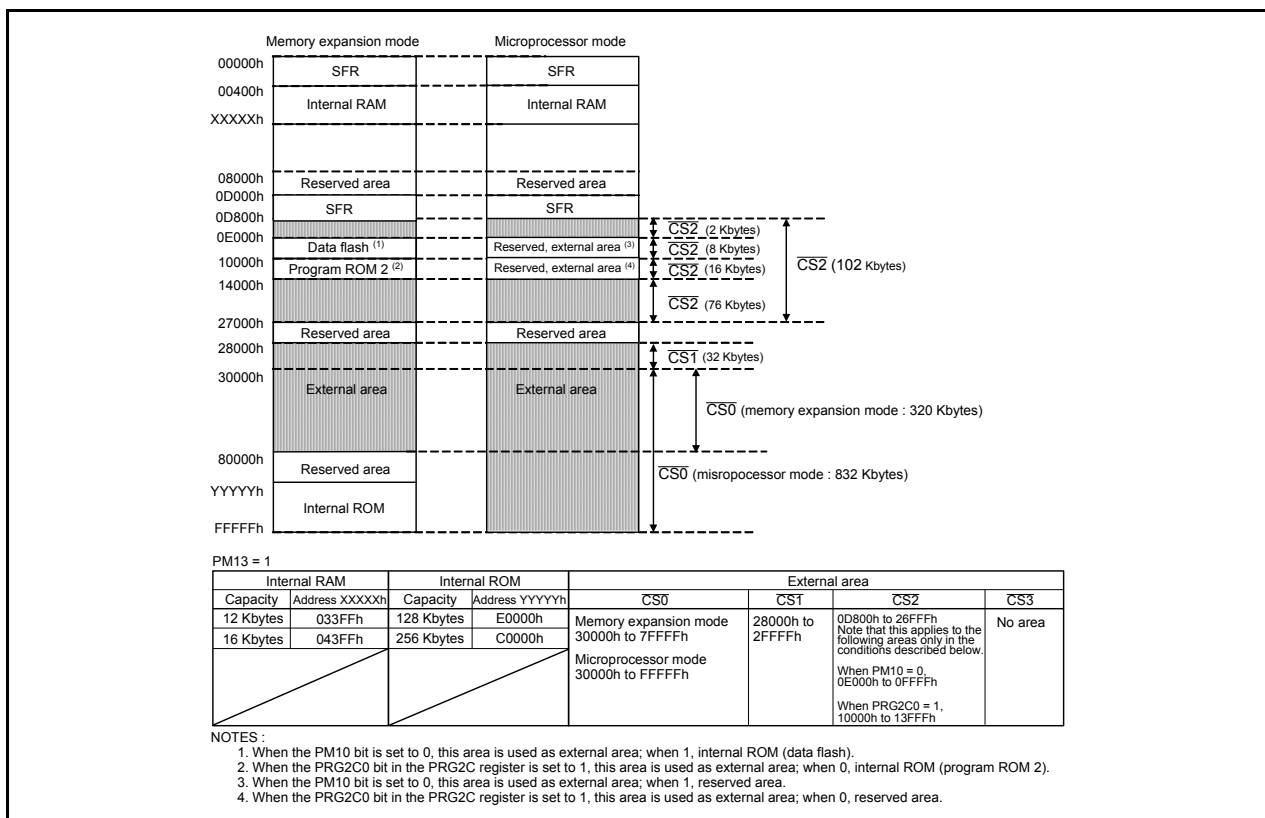 Memory expansion mode Microprocessor mode
00000h
SFR SFR
00400h
Internal RAM Internal RAM
XXXXXh
08000h
Reserved area Reserved area
0D000h
SFR SFR
0D800h
CS2 (2 Kbytes)
0E000h
Data flash (1) Reserved, external area (3) CS2 (8 Kbytes)
10000h
Program ROM 2 (2) Reserved, external area (4) CS2 (16 Kbytes) CS2 (102 Kbytes)
14000h
CS2 (76 Kbytes)
27000h
Reserved area Reserved area
28000h
CS1 (32 Kbytes)
30000h
External area External area
CS0 (memory expansion mode : 320 Kbytes)
80000h
Reserved area CS0 (misropocessor mode : 832 Kbytes)
YYYYYh
Internal ROM
FFFFFh
PM13 = 1
Internal RAM Internal ROM External area
Capacity Address XXXXXh Capacity Address YYYYYh CS0 CS1 CS2 CS3
12 Kbytes 033FFh 128 Kbytes E0000h
16 Kbytes 043FFh 256 Kbytes C0000h
Memory expansion mode
30000h to 7FFFFh
Microprocessor mode
30000h to FFFFFh
28000h to
2FFFFh
0D800h to 26FFFh
Note that this applies to the
following areas only in the
conditions described below.
When PM10 = 0,
0E000h to 0FFFFh
When PRG2C0 = 1,
10000h to 13FFFh
No area
NOTES :
1. When the PM10 bit is set to 0, this area is used as external area; when 1, internal ROM (data flash).
2. When the PRG2C0 bit in the PRG2C register is set to 1, this area is used as external area; when 0, internal ROM (program ROM 2).
3. When the PM10 bit is set to 0, this area is used as external area; when 1, reserved area.
4. When the PRG2C0 bit in the PRG2C register is set to 1, this area is used as external area; when 0, reserved area.